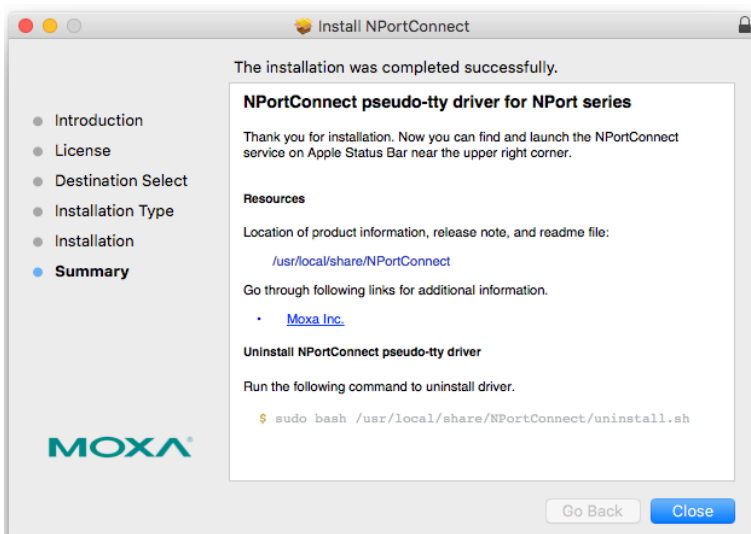 Install NPortConnect
The installation was completed successfully.
Introduction
License
Destination Select
Installation Type
Installation
Summary
NPortConnect pseudo-tty driver for NPort series
Thank you for installation. Now you can find and launch the NPortConnect
service on Apple Status Bar near the upper right corner.
Resources
Location of product information, release note, and readme file:
/usr/local/share/NPortConnect
Go through following links for additional information.
• Moxa Inc.
Uninstall NPortConnect pseudo-tty driver
Run the following command to uninstall driver.
$ sudo bash /usr/local/share/NPortConnect/uninstall.sh
MOXA
Go Back
Close